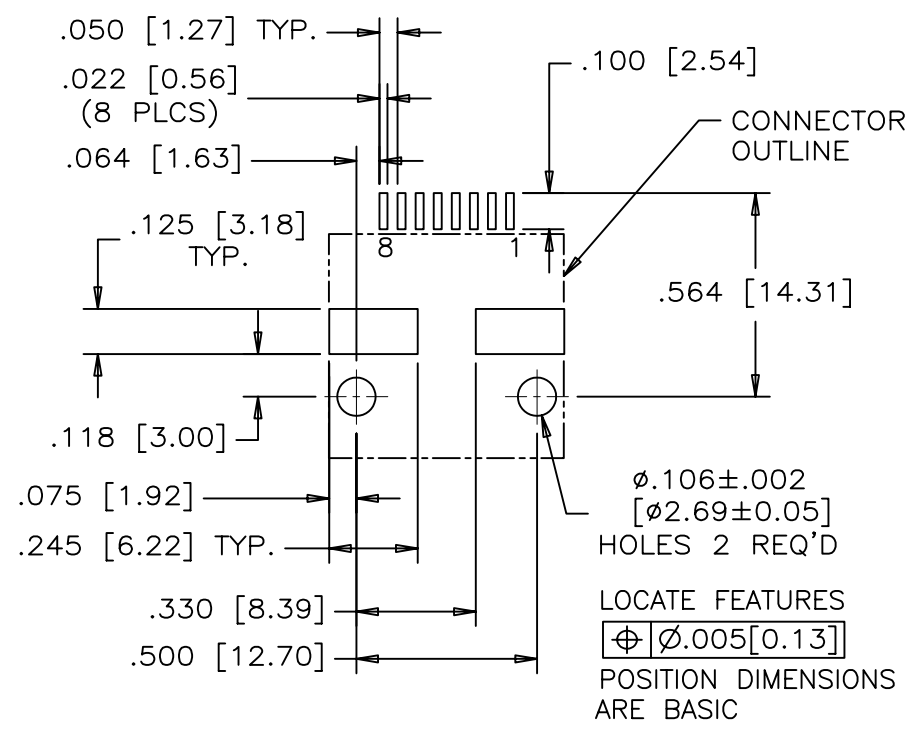 .050 [1.27] TYP.
.022 [0.56]
(8 PLCS)
.064 [1.63]
.100 [2.54]
CONNECTOR
OUTLINE
.125 [3.18]
TYP.
8
1
.564 [14.31]
.118 [3.00]
.075 [1.92]
.245 [6.22] TYP.
.330 [8.39]
.500 [12.70]
ø.106±.002
[ø2.69±0.05]
HOLES 2 REQ'D
LOCATE FEATURES
⌖ Ø.005[0.13]
POSITION DIMENSIONS
ARE BASIC